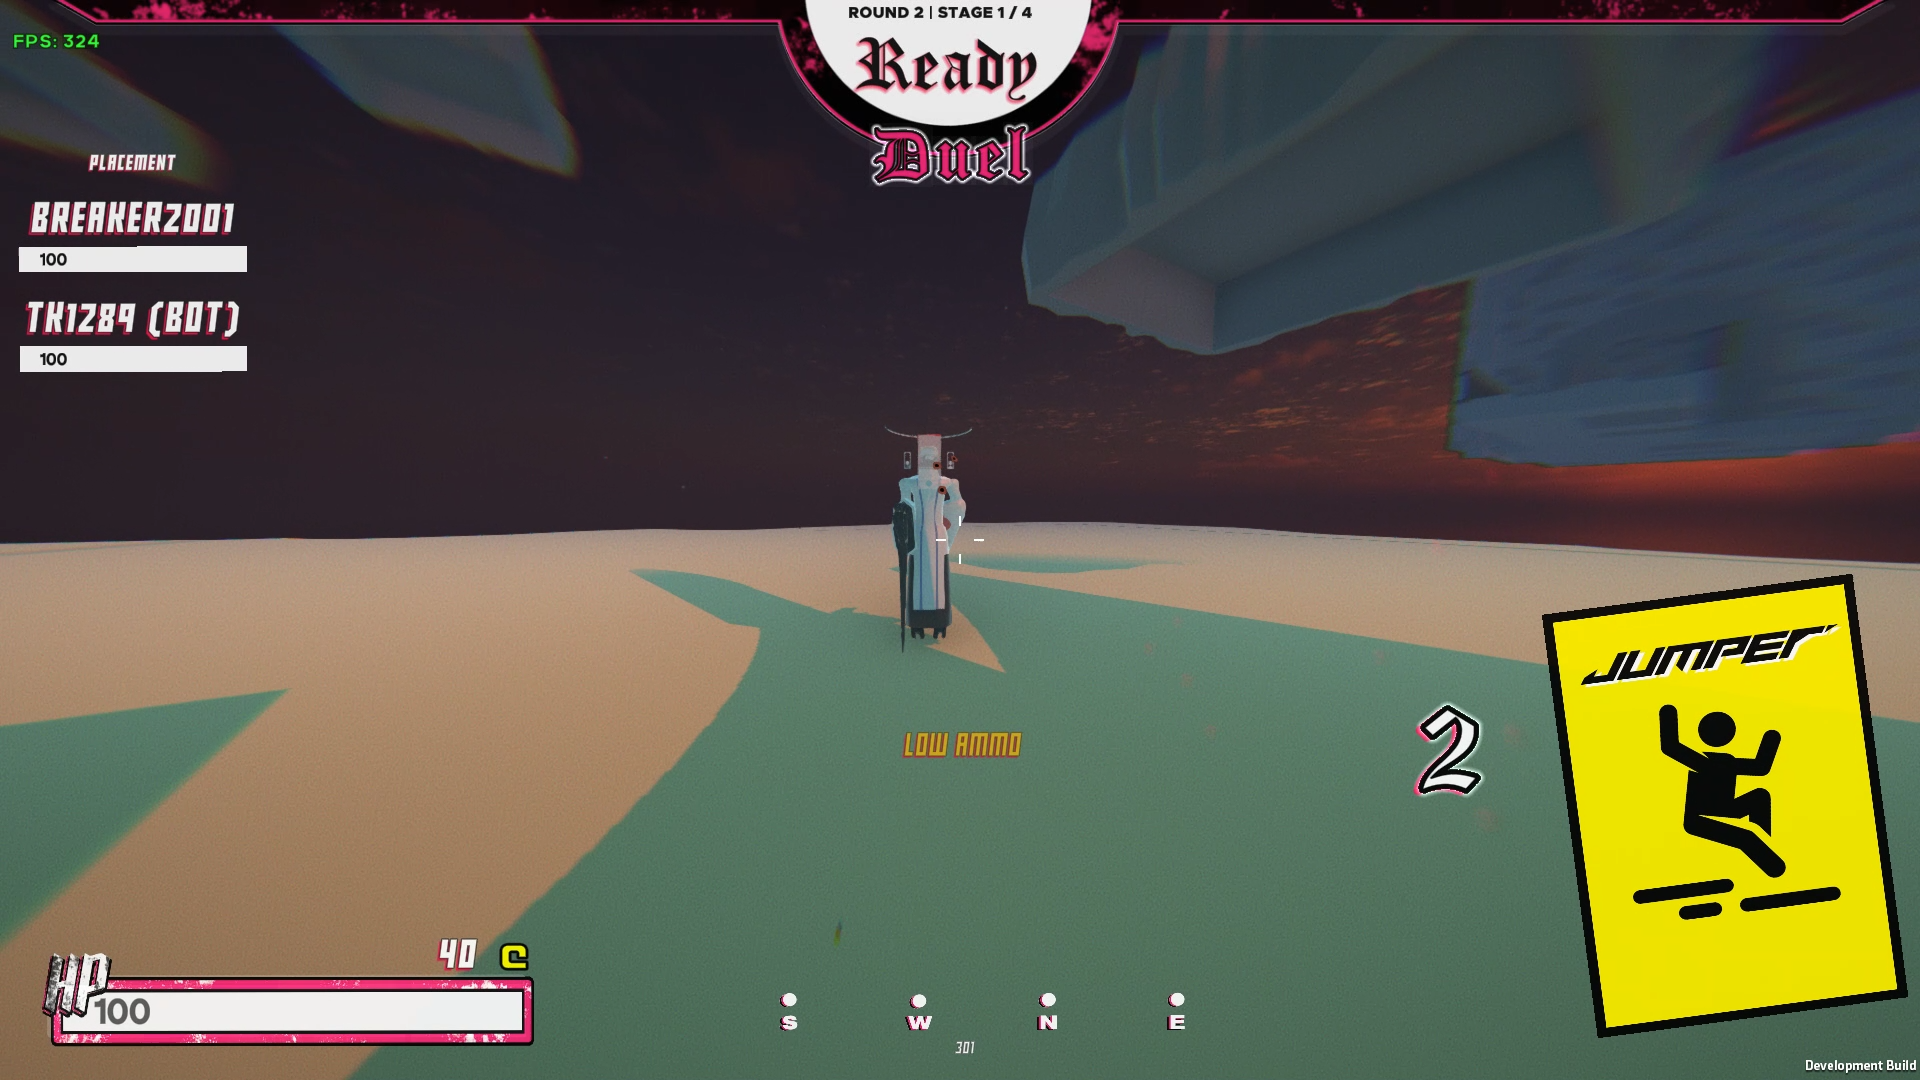 ROUND 2 | STAGE 1 / 4
FPS: 324
Ready
Duel
PLACEMENT
BREAKER2001
100
TK1289 (BOT)
100
JUMPER
2
LOW AMMO
40 C
HP
100
S W N E
301
Development Build